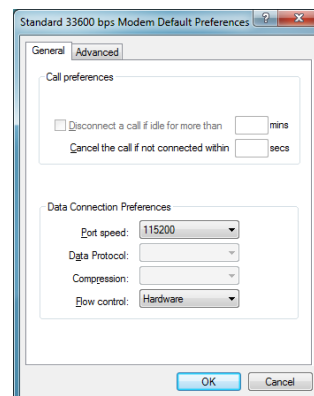 Standard 33600 bps Modem Default Preferences
General Advanced
Call preferences
Disconnect a call if idle for more than mins
Cancel the call if not connected within secs
Data Connection Preferences
Port speed: 115200
Data Protocol:
Compression:
Flow control: Hardware
OK Cancel